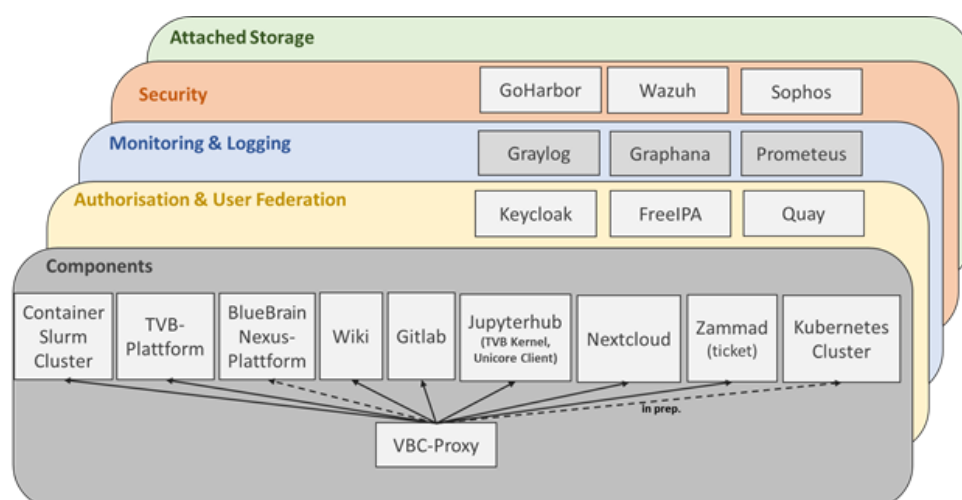 Attached Storage
Security
GoHarbor
Wazuh
Sophos
Monitoring & Logging
Graylog
Graphana
Prometeus
Authorisation & User Federation
Keycloak
FreeIPA
Quay
Components
Container
Slurm
Cluster
TVB-
Plattform
BlueBrain
Nexus-
Plattform
Wiki
Gitlab
Jupyterhub
(TVB Kernel,
Unicore Client)
Nextcloud
Zammad
(ticket)
Kubernetes
Cluster
in prep.
VBC-Proxy